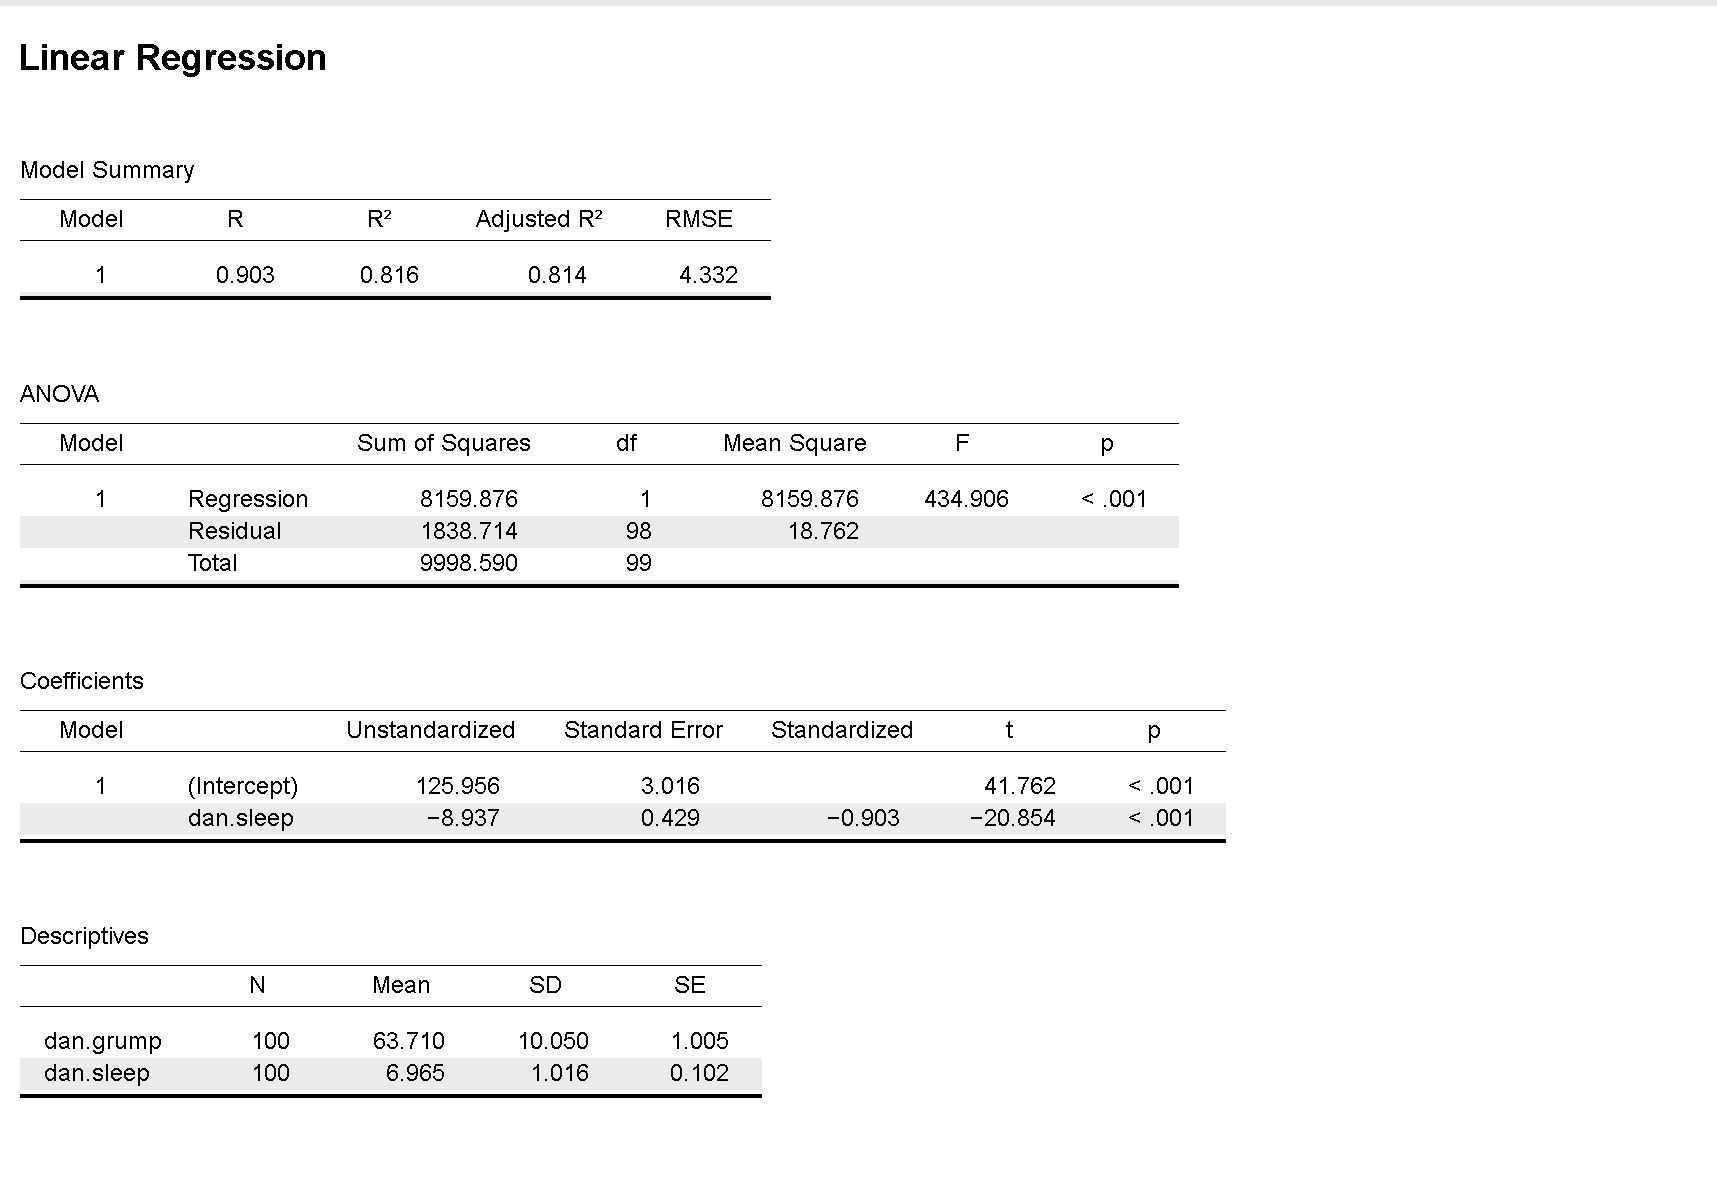 Linear Regression
Model Summary
Model R R² Adjusted R² RMSE
1 0.903 0.816 0.814 4.332
ANOVA
Model Sum of Squares df Mean Square F p
1 Regression 8159.876 1 8159.876 434.906 < .001
Residual 1838.714 98 18.762
Total 9998.590 99
Coefficients
Model Unstandardized Standard Error Standardized t p
1 (Intercept) 125.956 3.016 41.762 < .001
dan.sleep −8.937 0.429 −0.903 −20.854 < .001
Descriptives
N Mean SD SE
dan.grump 100 63.710 10.050 1.005
dan.sleep 100 6.965 1.016 0.102